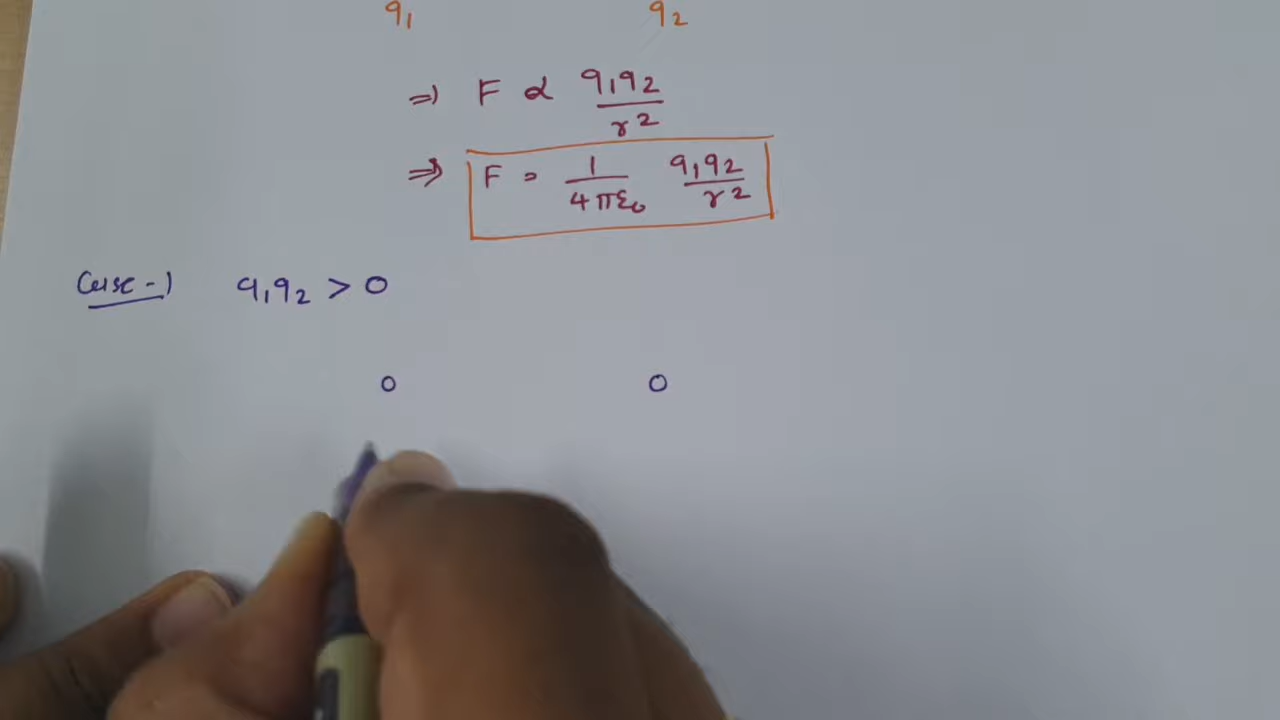 q₁ q₂
⇒ F ∝ q₁q₂/r²
⇒ F = 1/4πε₀ q₁q₂/r²
Case-1 q₁q₂ > 0